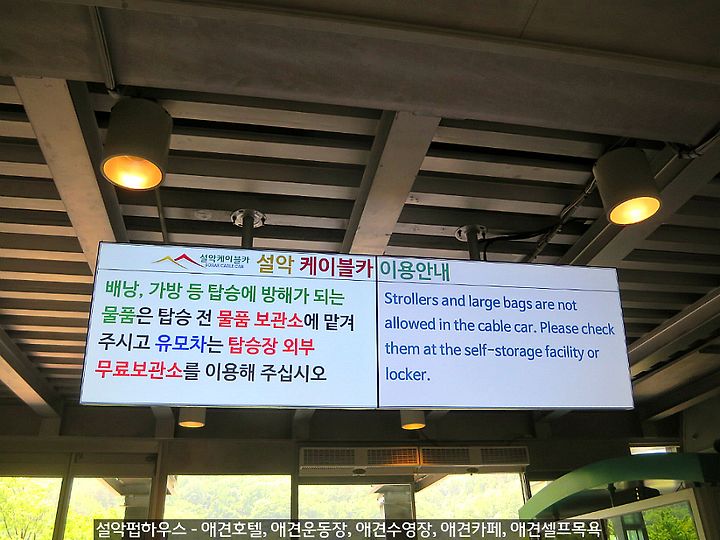 설악케이블카
SORAK CABLE CAR
설악 케이블카 이용안내
배낭, 가방 등 탑승에 방해가 되는
물품은 탑승 전 물품 보관소에 맡겨
주시고 유모차는 탑승장 외부
무료보관소를 이용해 주십시오
Strollers and large bags are not
allowed in the cable car. Please check
them at the self-storage facility or
locker.
설악펍하우스 - 애견호텔, 애견운동장, 애견수영장, 애견카페, 애견셀프목욕